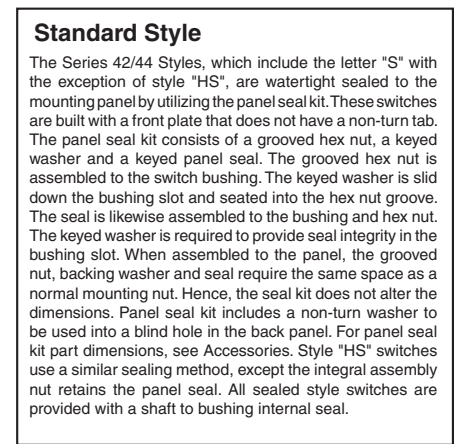 Standard Style
The Series 42/44 Styles, which include the letter "S" with
the exception of style "HS", are watertight sealed to the
mounting panel by utilizing the panel seal kit. These switches
are built with a front plate that does not have a non-turn tab.
The panel seal kit consists of a grooved hex nut, a keyed
washer and a keyed panel seal. The grooved hex nut is
assembled to the switch bushing. The keyed washer is slid
down the bushing slot and seated into the hex nut groove.
The seal is likewise assembled to the bushing and hex nut.
The keyed washer is required to provide seal integrity in the
bushing slot. When assembled to the panel, the grooved
nut, backing washer and seal require the same space as a
normal mounting nut. Hence, the seal kit does not alter the
dimensions. Panel seal kit includes a non-turn washer to
be used into a blind hole in the back panel. For panel seal
kit part dimensions, see Accessories. Style "HS" switches
use a similar sealing method, except the integral assembly
nut retains the panel seal. All sealed style switches are
provided with a shaft to bushing internal seal.